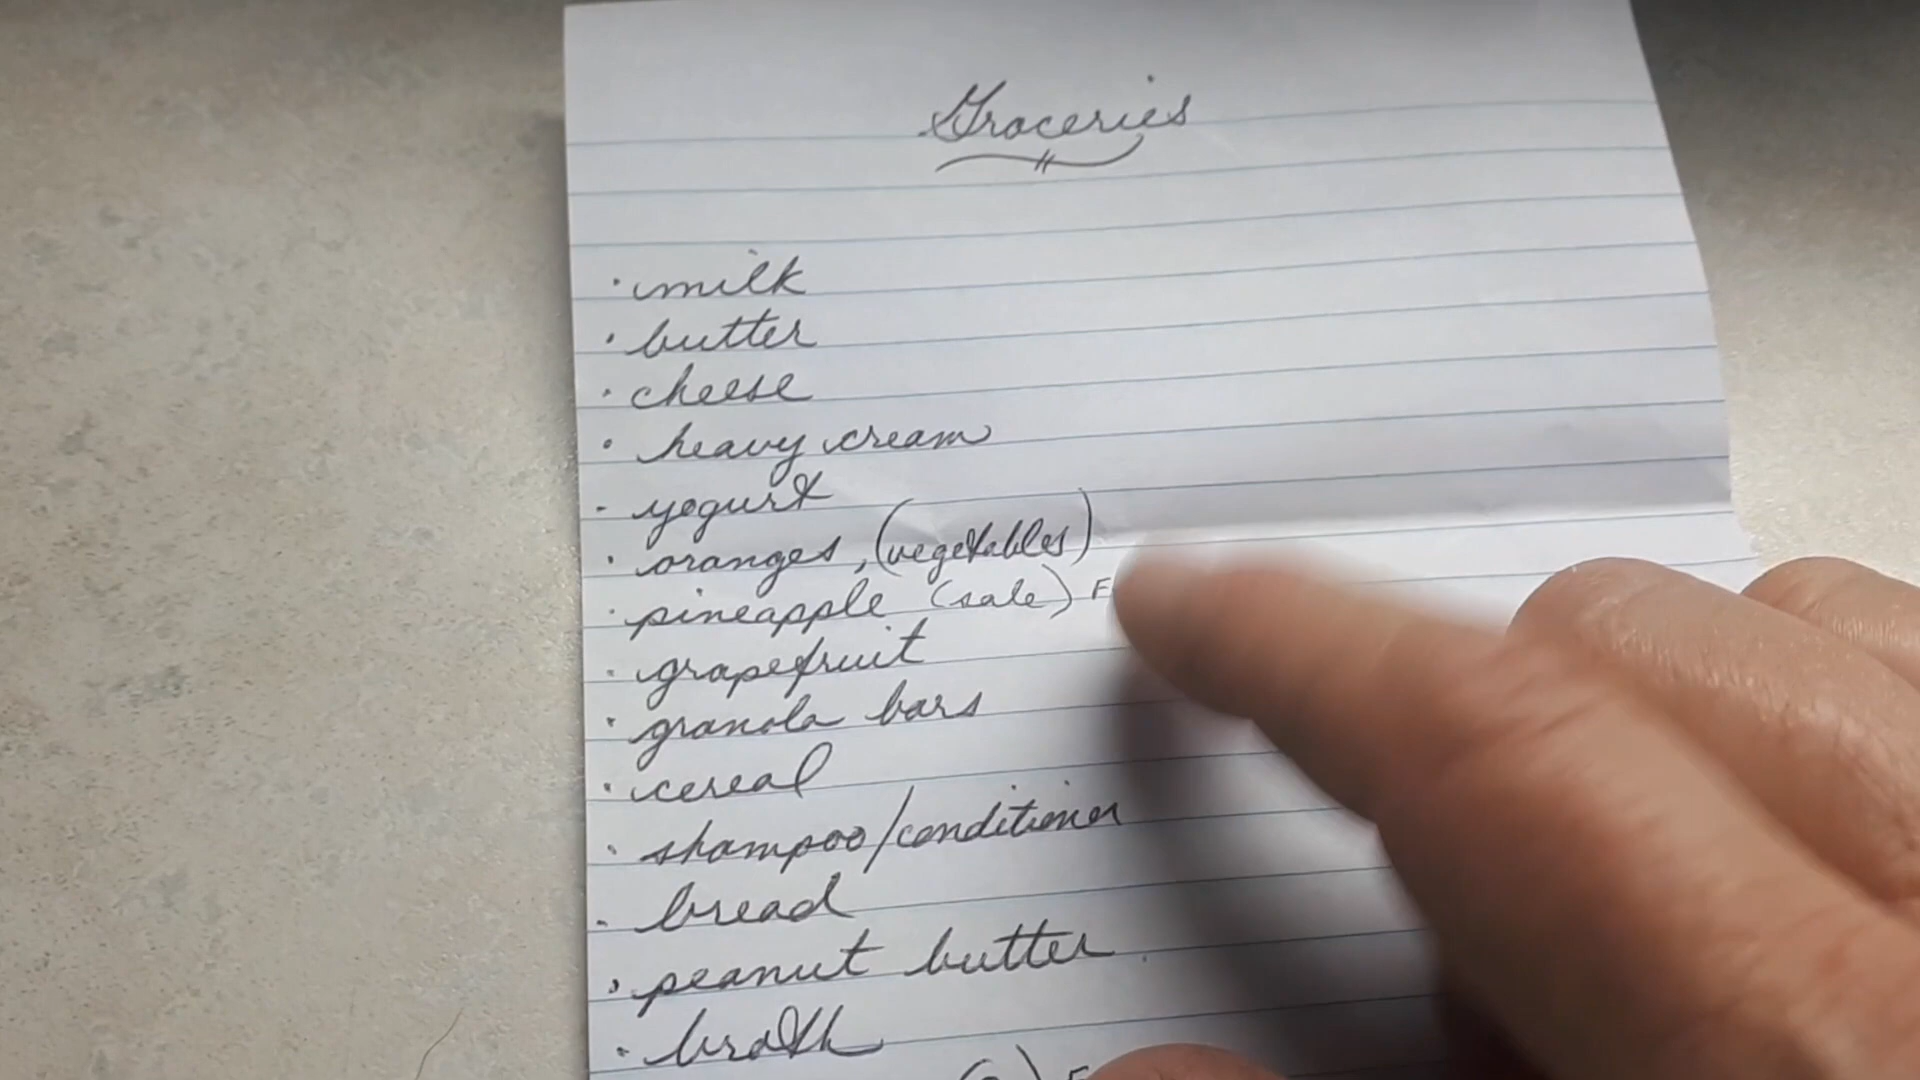 Groceries
· milk
· butter
· cheese
· heavy cream
· yogurt
· oranges, (vegetables)
· pineapple (sale) F
· grapefruit
· granola bars
· cereal
· shampoo/conditioner
· bread
· peanut butter
· broth